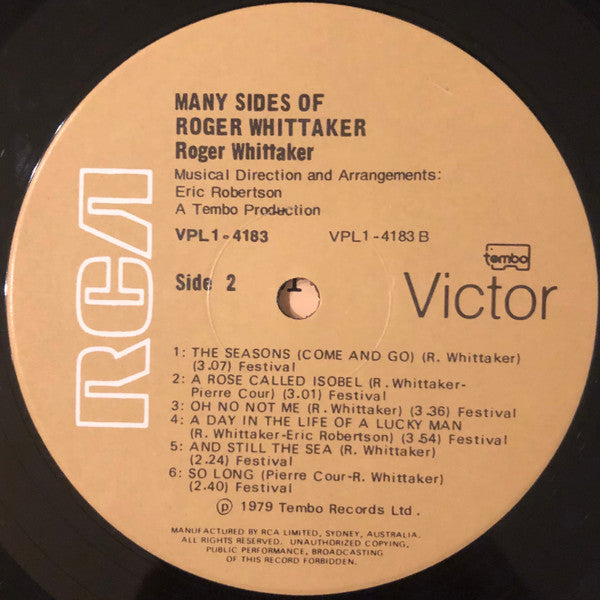 MANY SIDES OF
ROGER WHITTAKER
Roger Whittaker
Musical Direction and Arrangements:
Eric Robertson
A Tembo Production
VPL1-4183 VPL1-4183 B
Side 2
RCA
tembo
Victor
1: THE SEASONS (COME AND GO) (R. Whittaker)
(3.07) Festival
2: A ROSE CALLED ISOBEL (R. Whittaker-
Pierre Cour) (3.01) Festival
3: OH NO NOT ME (R. Whittaker) (3.36) Festival
4: A DAY IN THE LIFE OF A LUCKY MAN
(R. Whittaker-Eric Robertson) (3.54) Festival
5: AND STILL THE SEA (R. Whittaker)
(2.24) Festival
6: SO LONG (Pierre Cour-R. Whittaker)
(2.40) Festival
℗ 1979 Tembo Records Ltd.
MANUFACTURED BY RCA LIMITED, SYDNEY, AUSTRALIA.
ALL RIGHTS RESERVED. UNAUTHORIZED COPYING,
PUBLIC PERFORMANCE, BROADCASTING
OF THIS RECORD FORBIDDEN.